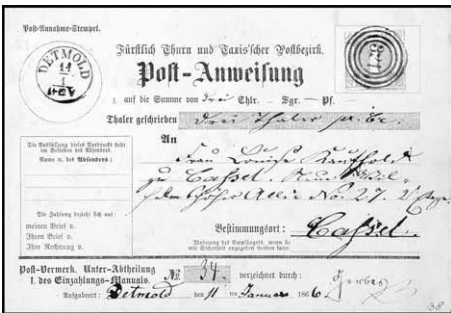 Post-Annahme-Stempel.
DETMOLD
11
1
Fürstlich Thurn und Taxis'scher Postbezirk.
Post-Anweisung
auf die Summe von drei Thlr. – Sgr. – Pf.
Thaler geschrieben Drei Thaler pr. Ct.
An
Frau Louise
zu Cassel.
No. 27.
Die Ausfüllung dieses Vordrucks steht
im Belieben des Absenders.
Name u. des Absenders:
Die Zahlung bezieht sich auf:
meinen Brief v.
Ihren Brief v.
Ihre Rechnung v.
Bestimmungsort: Cassel.
Post-Vermerk. Unter-Abtheilung
I. des Einzahlungs-Manuals. No. 34. verzeichnet durch:
Aufgeliefert: Detmold den 11 ten Januar 1866
38